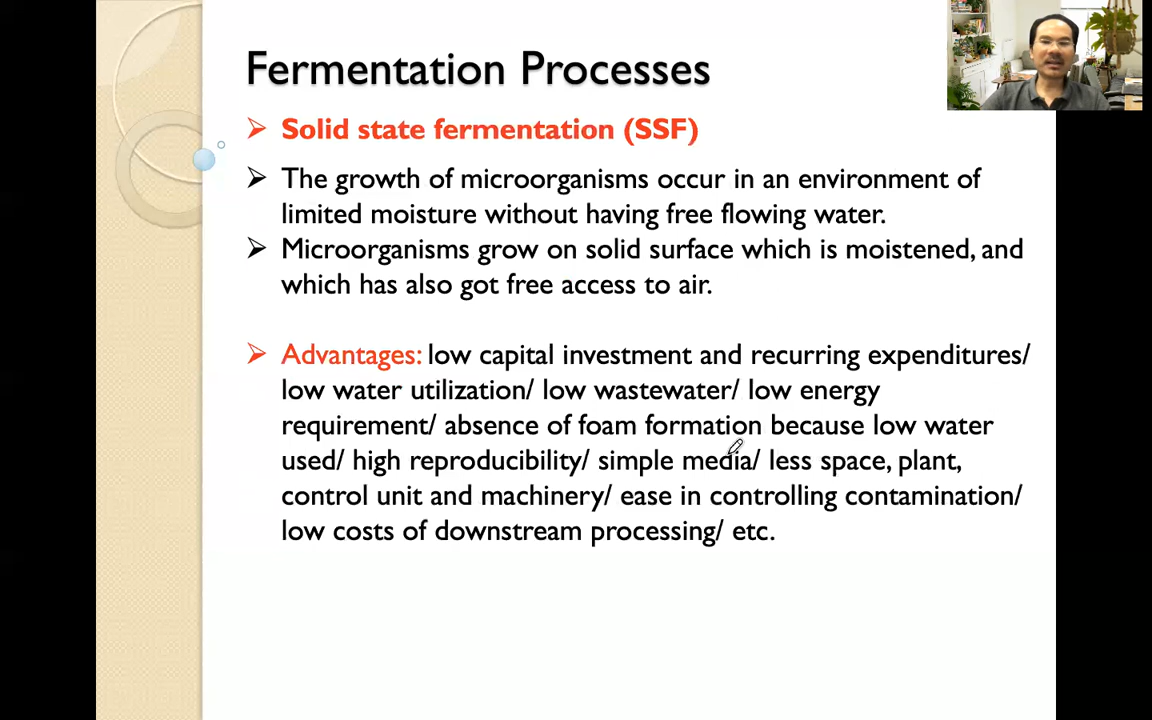 Fermentation Processes
Solid state fermentation (SSF)
The growth of microorganisms occur in an environment of
limited moisture without having free flowing water.
Microorganisms grow on solid surface which is moistened, and
which has also got free access to air.
Advantages: low capital investment and recurring expenditures/
low water utilization/ low wastewater/ low energy
requirement/ absence of foam formation because low water
used/ high reproducibility/ simple media/ less space, plant,
control unit and machinery/ ease in controlling contamination/
low costs of downstream processing/ etc.